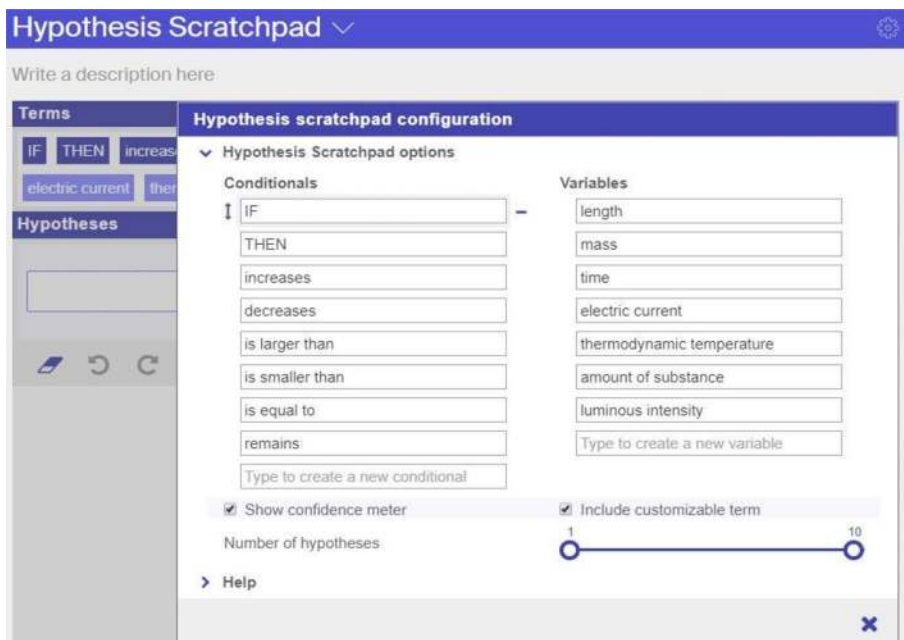 Hypothesis Scratchpad
Write a description here
Terms
IF THEN increas
electric current ther
Hypotheses
Hypothesis scratchpad configuration
Hypothesis Scratchpad options
Conditionals
IF
THEN
increases
decreases
is larger than
is smaller than
is equal to
remains
Type to create a new conditional
Variables
length
mass
time
electric current
thermodynamic temperature
amount of substance
luminous intensity
Type to create a new variable
Show confidence meter
Include customizable term
Number of hypotheses
1 10
Help